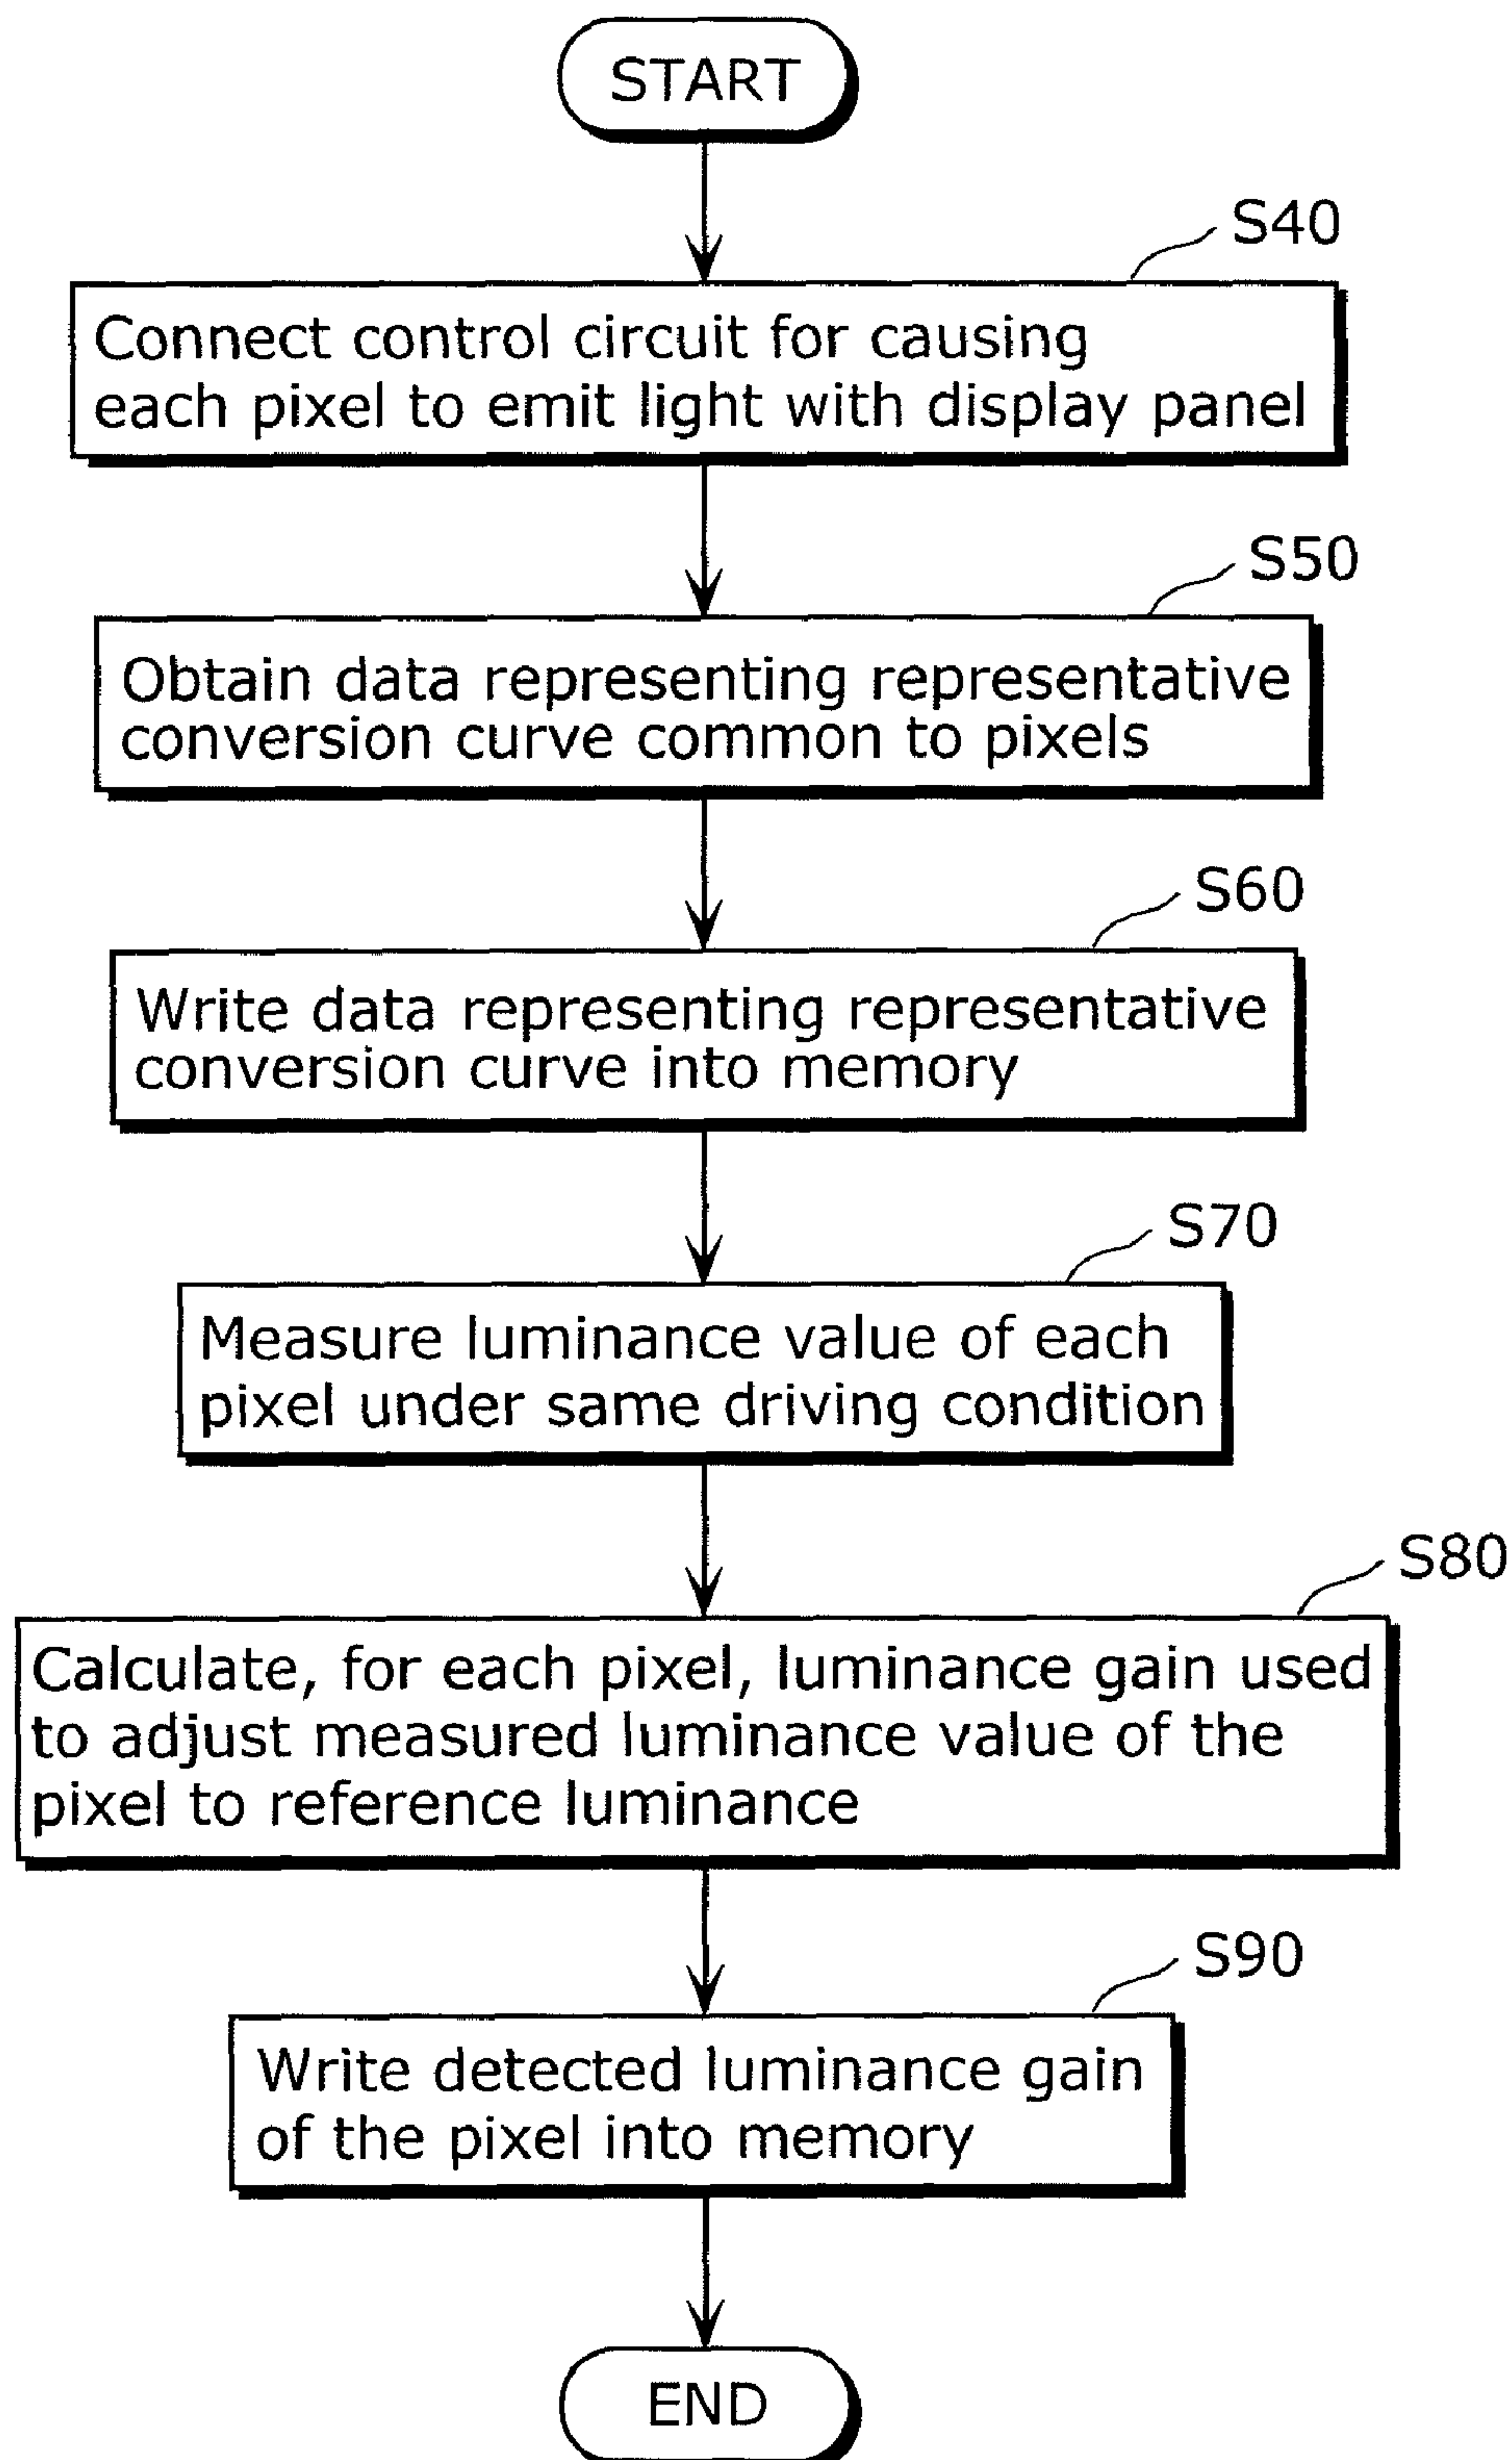 START
S40
Connect control circuit for causing
each pixel to emit light with display panel
S50
Obtain data representing representative
conversion curve common to pixels
S60
Write data representing representative
conversion curve into memory
S70
Measure luminance value of each
pixel under same driving condition
S80
Calculate, for each pixel, luminance gain used
to adjust measured luminance value of the
pixel to reference luminance
S90
Write detected luminance gain
of the pixel into memory
END